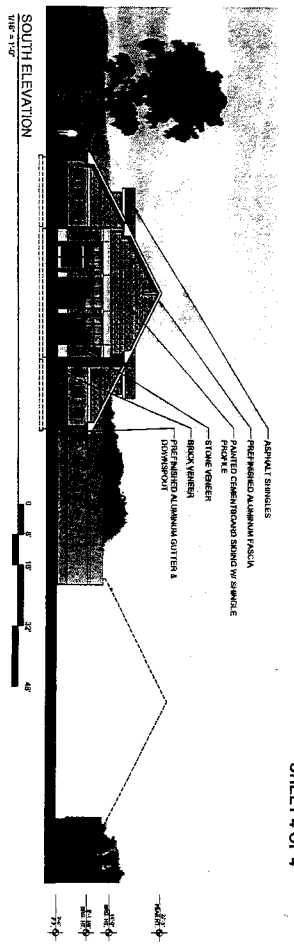 SHEET 4 OF 4
ASPHALT SHINGLES
PREFINISHED ALUMINUM FASCIA
PAINTED CEMENTBOARD SIDING W/ SHINGLE
PROFILE
STONE VENEER
BRICK VENEER
PREFINISHED ALUMINUM GUTTER &
DOWNSPOUT
SOUTH ELEVATION
1/16" = 1'-0"
0 8' 16' 32' 48'